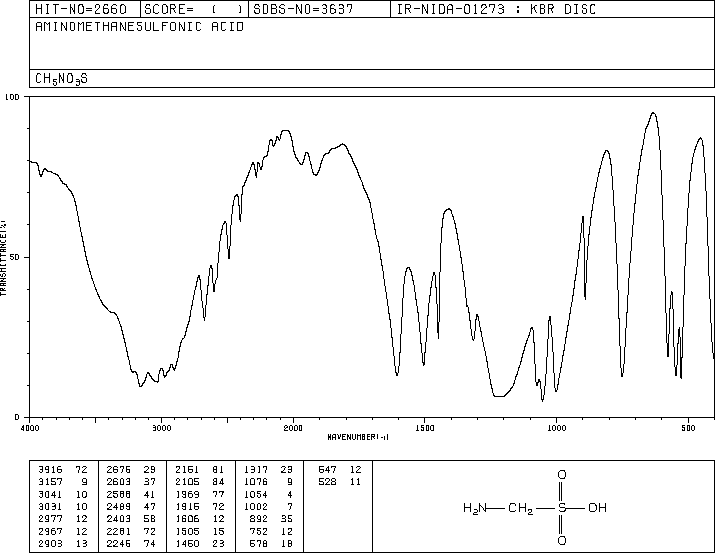 HIT-NO=2660 SCORE= ( ) SDBS-NO=3637 IR-NIDA-01273 : KBR DISC
AMINOMETHANESULFONIC ACID
CH5NO3S
100
50
0
TRANSMITTANCE(%)
4000 3000 2000 1500 1000 500
WAVENUMBER(-1)
3916 72 2676 29 2161 81 1317 23 547 12
3157 9 2603 37 2105 84 1076 9 528 11
3041 10 2588 41 1969 77 1054 4
3031 10 2489 47 1915 72 1002 7
2977 12 2403 58 1606 12 892 35
2967 12 2281 72 1505 15 752 12
2903 13 2246 74 1450 23 578 18
O
H2N CH2 S OH
O